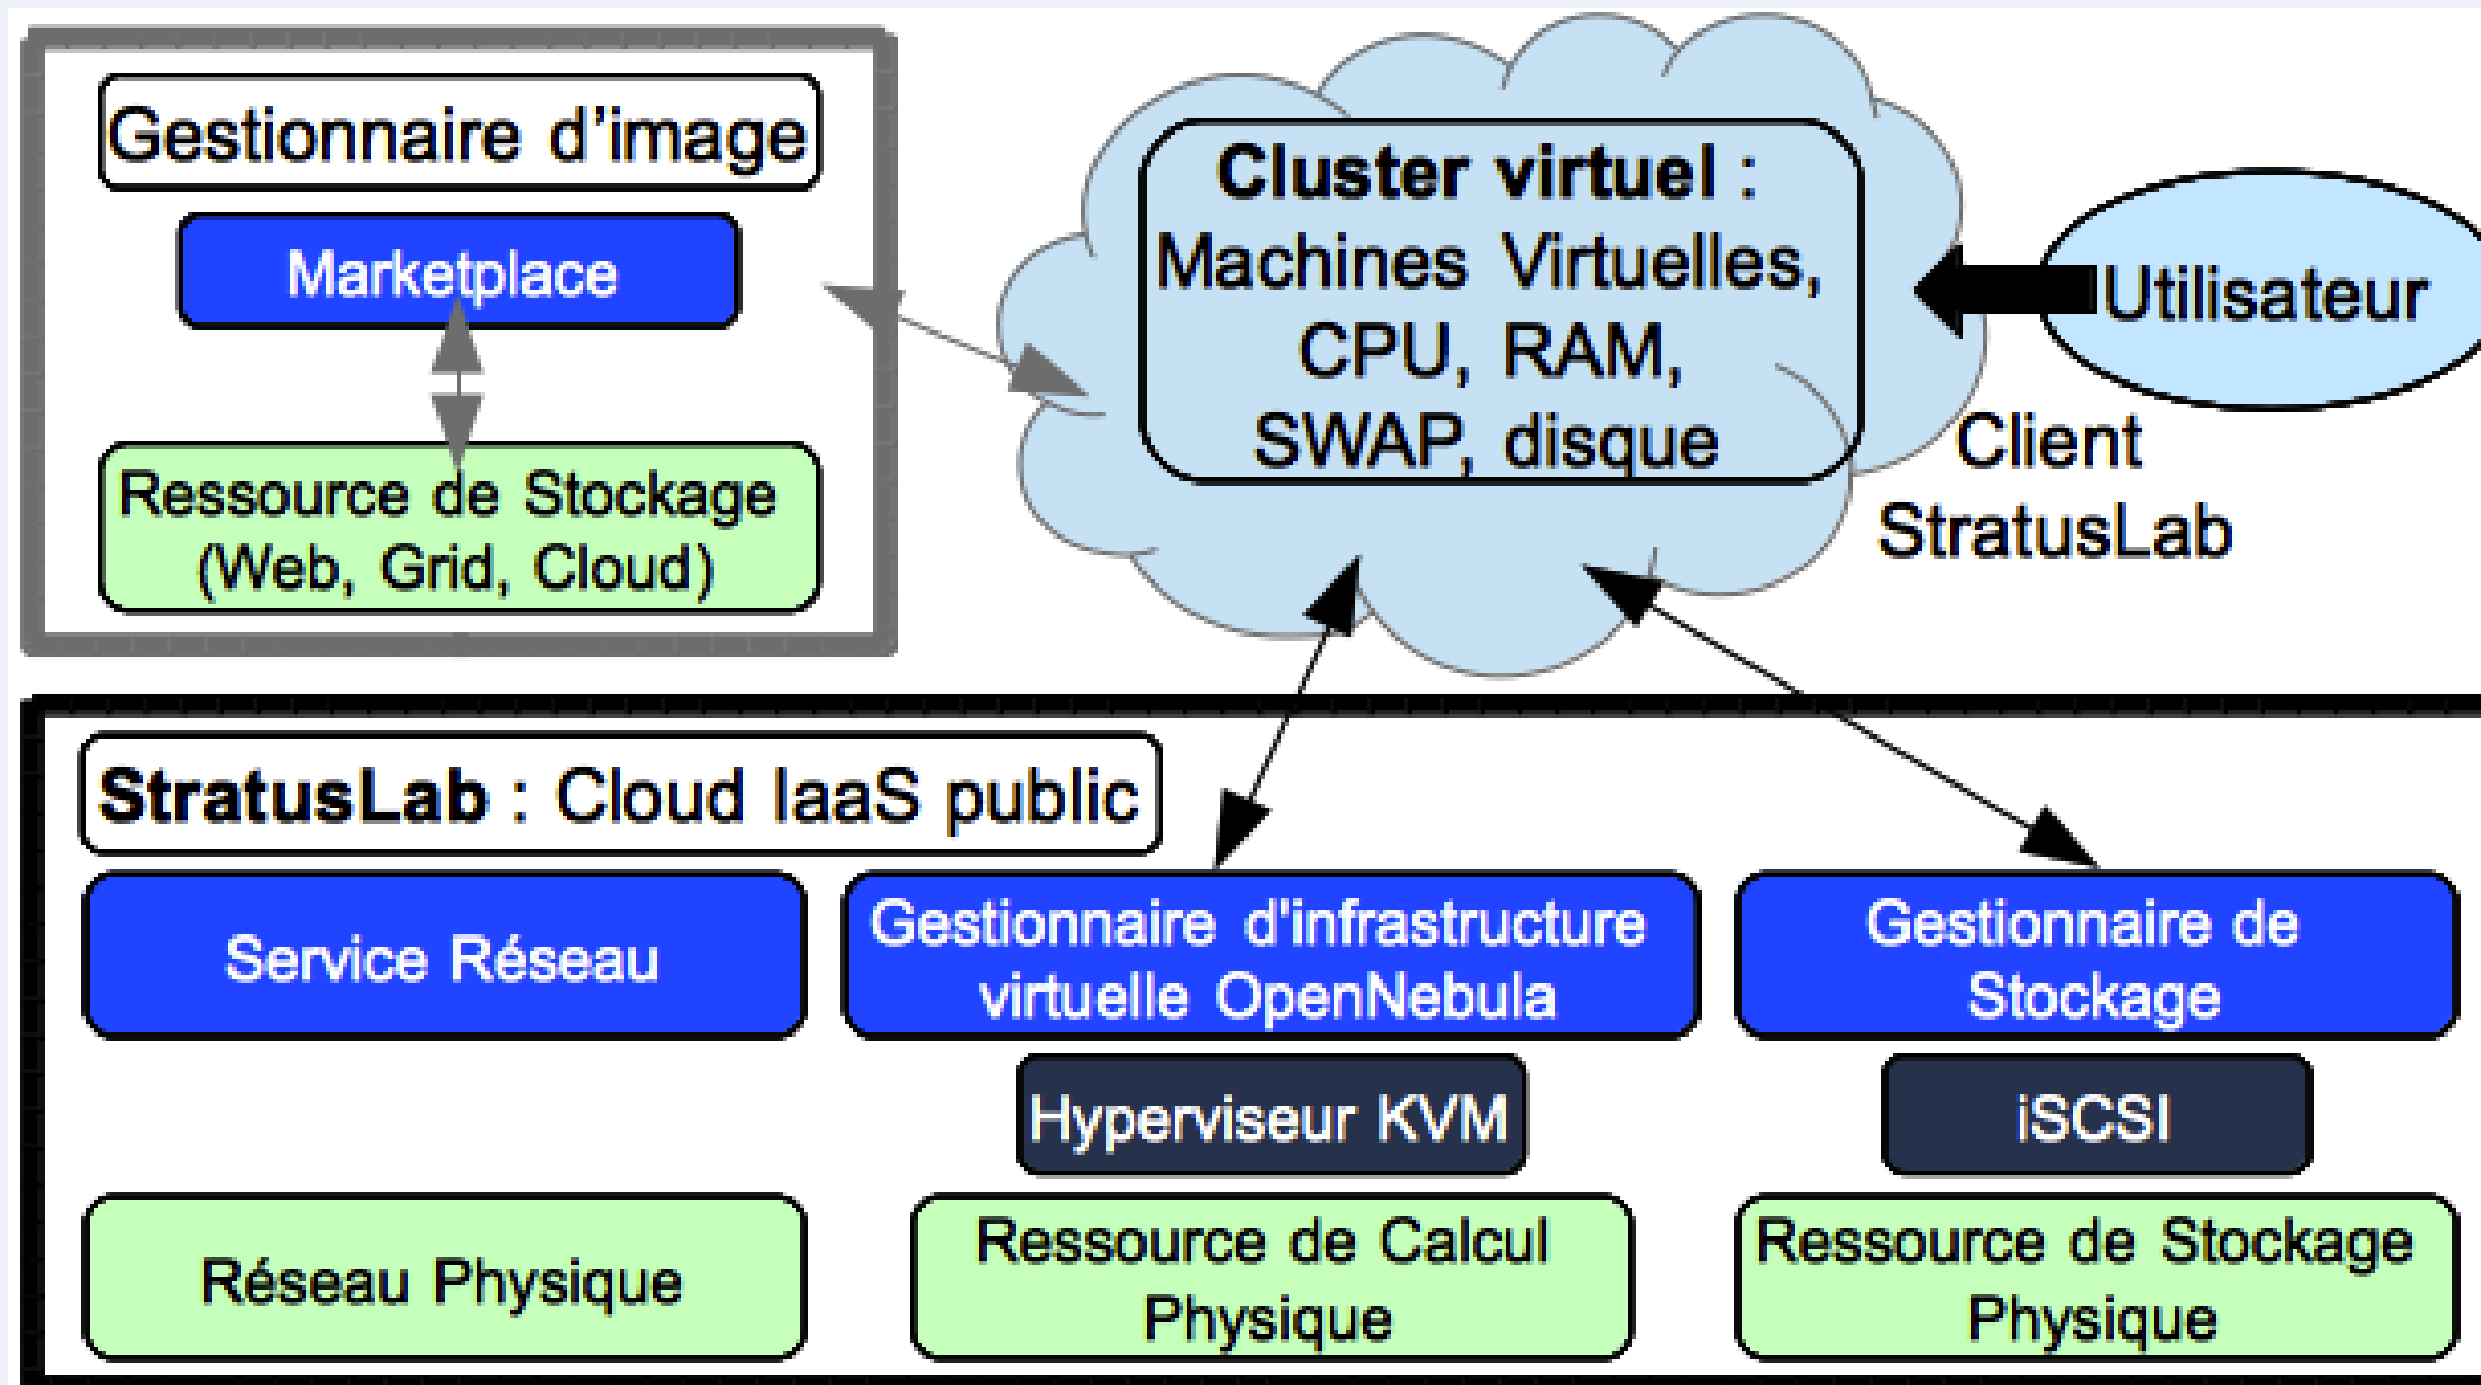 Gestionnaire d’image
Marketplace
Ressource de Stockage
(Web, Grid, Cloud)
Cluster virtuel :
Machines Virtuelles,
CPU, RAM,
SWAP, disque
Utilisateur
Client
StratusLab
StratusLab : Cloud IaaS public
Service Réseau
Gestionnaire d'infrastructure
virtuelle OpenNebula
Gestionnaire de
Stockage
Hyperviseur KVM
iSCSI
Réseau Physique
Ressource de Calcul
Physique
Ressource de Stockage
Physique